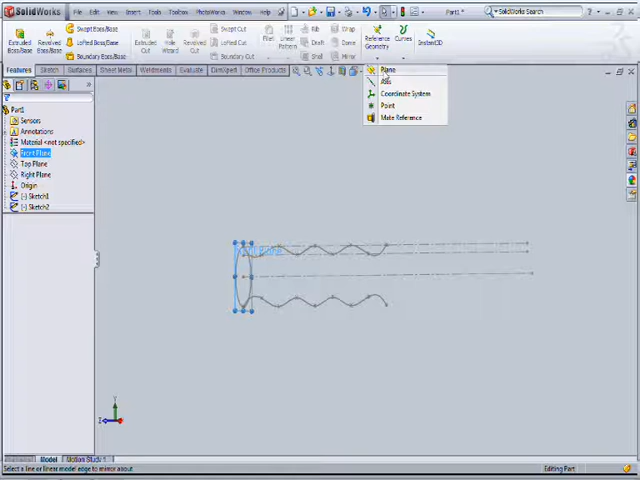 SolidWorks
File Edit View Insert Tools Toolbox PhotoWorks Help
Part1 *
SolidWorks Search
Extruded Boss/Base
Revolved Boss/Base
Swept Boss/Base
Lofted Boss/Base
Boundary Boss/Base
Extruded Cut
Hole Wizard
Revolved Cut
Swept Cut
Lofted Cut
Boundary Cut
Fillet
Linear Pattern
Rib
Draft
Shell
Wrap
Dome
Mirror
Reference Geometry
Curves
Instant3D
Features Sketch Surfaces Sheet Metal Weldments Evaluate DimXpert Office Products
Plane
Axis
Coordinate System
Point
Mate Reference
Part1
Sensors
Annotations
Material <not specified>
Front Plane
Top Plane
Right Plane
Origin
(-) Sketch1
(-) Sketch2
Front Plane
Y
Model Motion Study 1
Select a line or linear model edge to mirror about.
Editing Part